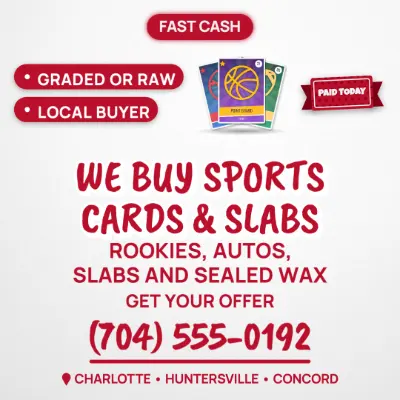 FAST CASH
• GRADED OR RAW
• LOCAL BUYER
PAID TODAY
WE BUY SPORTS
CARDS & SLABS
ROOKIES, AUTOS,
SLABS AND SEALED WAX
GET YOUR OFFER
(704) 555-0192
CHARLOTTE • HUNTERSVILLE • CONCORD